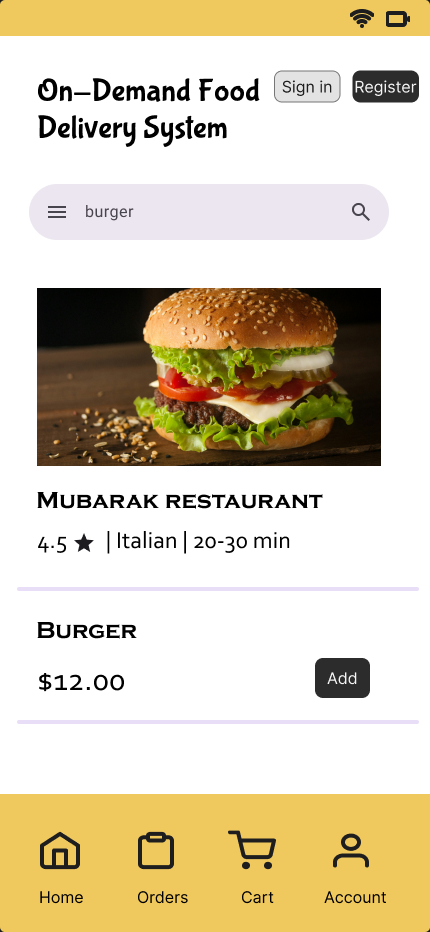 On-Demand Food
Delivery System
Sign in
Register
burger
MUBARAK RESTAURANT
4.5 ★ | Italian | 20-30 min
BURGER
$12.00
Add
Home
Orders
Cart
Account